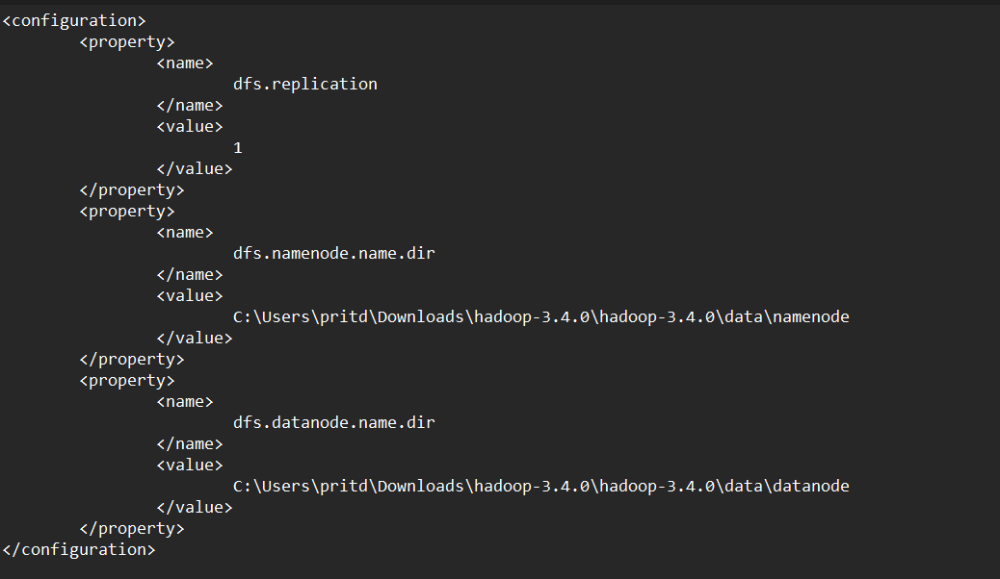 <configuration>
<property>
<name>
dfs.replication
</name>
<value>
1
</value>
</property>
<property>
<name>
dfs.namenode.name.dir
</name>
<value>
C:\Users\pritd\Downloads\hadoop-3.4.0\hadoop-3.4.0\data\namenode
</value>
</property>
<property>
<name>
dfs.datanode.name.dir
</name>
<value>
C:\Users\pritd\Downloads\hadoop-3.4.0\hadoop-3.4.0\data\datanode
</value>
</property>
</configuration>